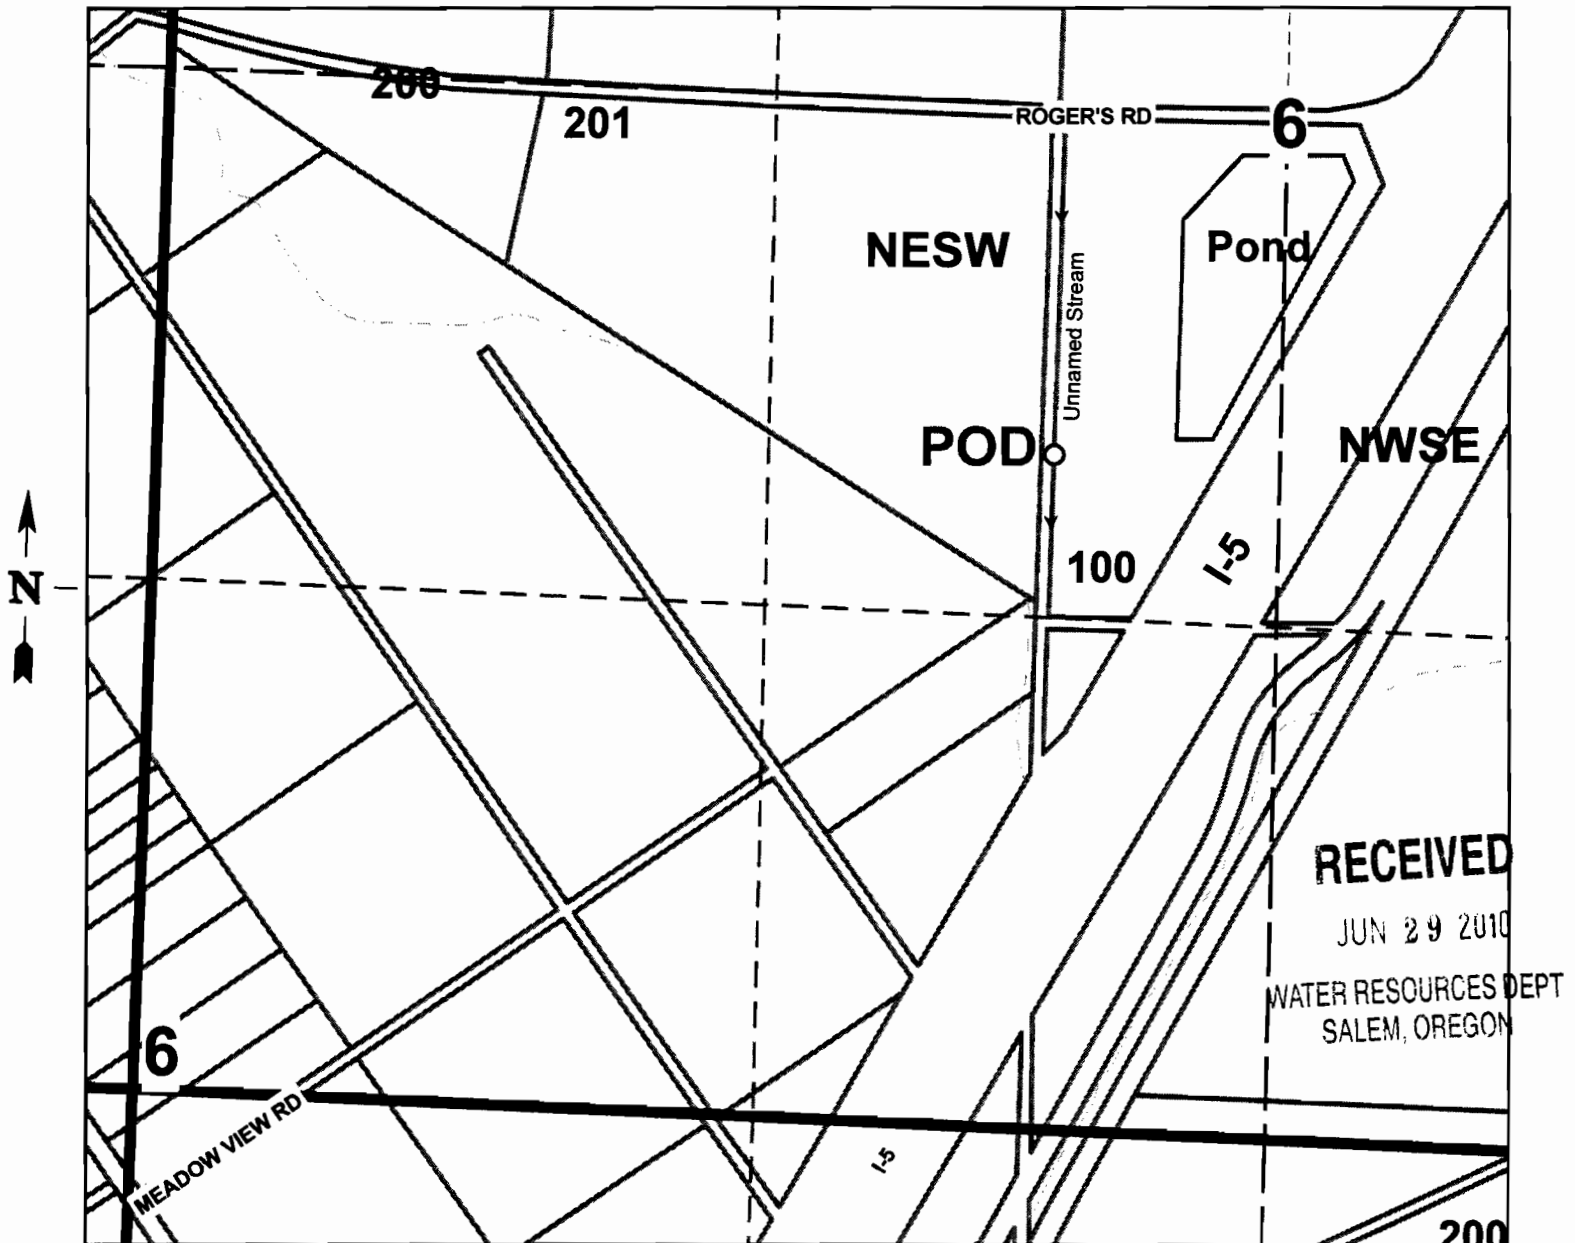 200
201
ROGER'S RD
6
NESW
Pond
Unnamed Stream
POD
NWSE
I-5
100
N
RECEIVED
JUN 29 2010
WATER RESOURCES DEPT
SALEM, OREGON
6
MEADOW VIEW RD
I-5
200